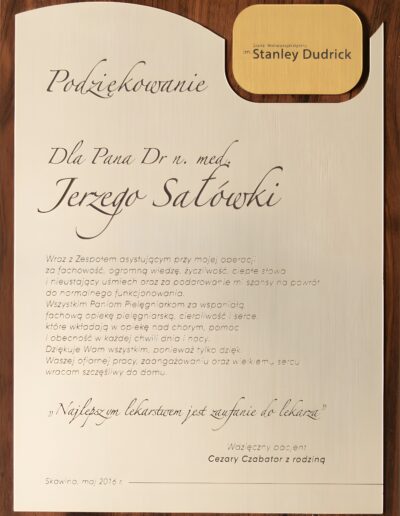 Szpital Wielospecjalistyczny
im. Stanley Dudrick
Podziękowanie
Dla Pana Dr n. med.
Jerzego Sałówki
Wraz z Zespołem asystującym przy mojej operacji
za fachowość, ogromną wiedzę, życzliwość, ciepłe słowa
i nieustający uśmiech oraz za podarowanie mi szansy na powrót
do normalnego funkcjonowania.
Wszystkim Paniom Pielęgniarkom za wspaniałą,
fachową opiekę pielęgniarską, cierpliwość i serce,
które wkładają w opiekę nad chorym, pomoc
i obecność w każdej chwili dnia i nocy.
Dziękuje Wam wszystkim, ponieważ tylko dzięki
Waszej ofiarnej pracy, zaangażowaniu oraz wielkiemu sercu
wracam szczęśliwy do domu.
„Najlepszym lekarstwem jest zaufanie do lekarza”
Wdzięczny pacjent
Cezary Czabator z rodziną
Skawina, maj 2016 r.